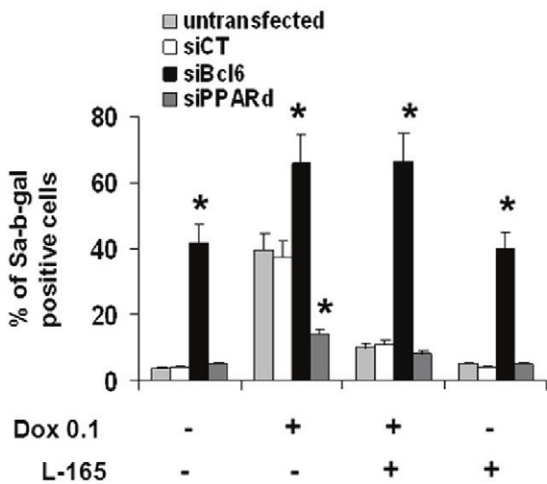 untransfected
siCT
siBcl6
siPPARd
% of Sa-b-gal
positive cells
80
60
40
20
0
* * * * *
Dox 0.1 - + + -
L-165 - - + +